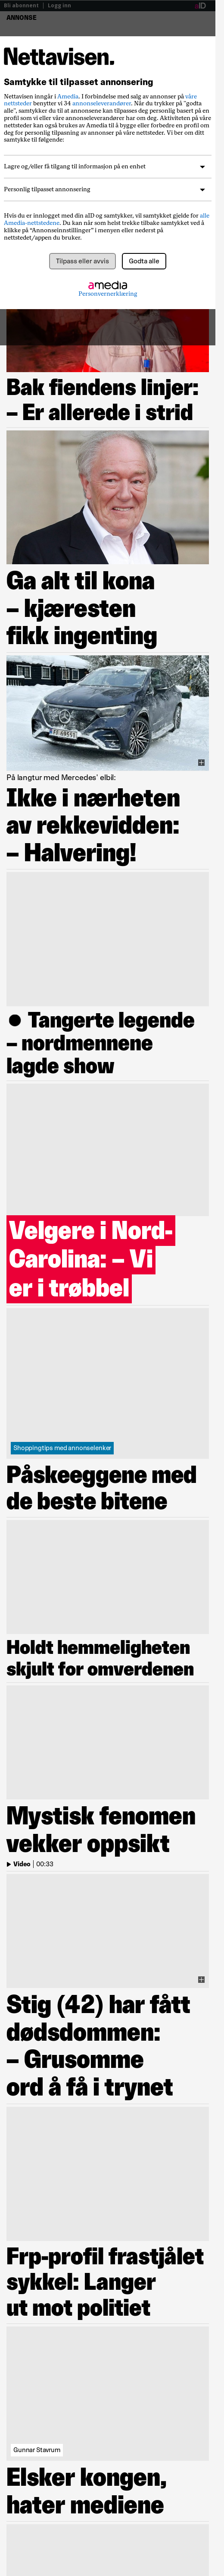 Bli abonnent | Logg inn
aID
ANNONSE
Nettavisen.
Samtykke til tilpasset annonsering
Nettavisen inngår i Amedia. I forbindelse med salg av annonser på våre
nettsteder benytter vi 34 annonseleverandører. Når du trykker på "godta
alle", samtykker du til at annonsene kan tilpasses deg personlig basert på en
profil som vi eller våre annonseleverandører har om deg. Aktiviteten på våre
nettsteder kan også brukes av Amedia til å bygge eller forbedre en profil om
deg for personlig tilpasning av annonser på våre nettsteder. Vi ber om ditt
samtykke til følgende:
Lagre og/eller få tilgang til informasjon på en enhet
Personlig tilpasset annonsering
Hvis du er innlogget med din aID og samtykker, vil samtykket gjelde for alle
Amedia-nettstedene. Du kan når som helst trekke tilbake samtykket ved å
klikke på “Annonseinnstillinger” i menyen eller nederst på
nettstedet/appen du bruker.
Tilpass eller avvis
Godta alle
amedia
Personvernerklæring
Bak fiendens linjer:
– Er allerede i strid
Ga alt til kona
– kjæresten
fikk ingenting
På langtur med Mercedes' elbil:
Ikke i nærheten
av rekkevidden:
– Halvering!
● Tangerte legende
– nordmennene
lagde show
Velgere i Nord-
Carolina: – Vi
er i trøbbel
Shoppingtips med annonselenker
Påskeeggene med
de beste bitene
Holdt hemmeligheten
skjult for omverdenen
Mystisk fenomen
vekker oppsikt
Video | 00:33
Stig (42) har fått
dødsdommen:
– Grusomme
ord å få i trynet
Frp-profil frastjålet
sykkel: Langer
ut mot politiet
Gunnar Stavrum
Elsker kongen,
hater mediene